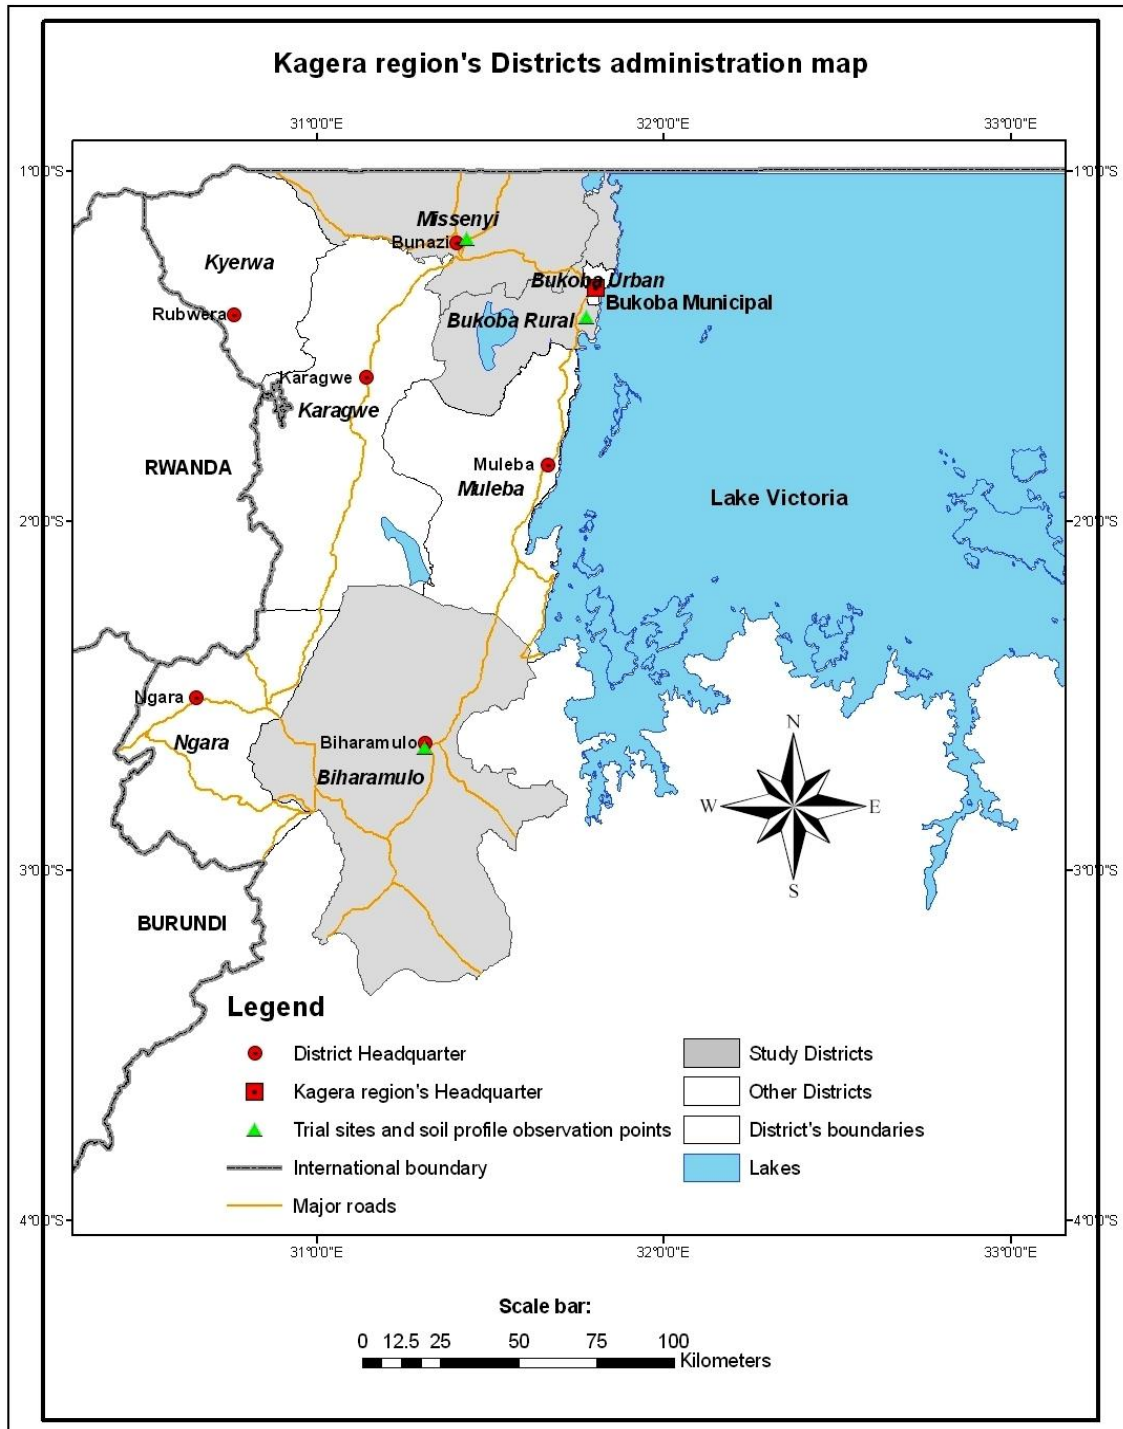 Kagera region's Districts administration map
31°0'0"E 32°0'0"E 33°0'0"E
1°0'0"S 1°0'0"S
Missenyi
Bunazi
Kyerwa
Bukoba Urban
Rubwera
Bukoba Municipal
Bukoba Rural
Karagwe
Karagwe
RWANDA
Muleba
Muleba
Lake Victoria
2°0'0"S 2°0'0"S
Ngara
Ngara
Biharamulo
Biharamulo
N
W E
S
3°0'0"S 3°0'0"S
BURUNDI
Legend
District Headquarter
Kagera region's Headquarter
Trial sites and soil profile observation points
International boundary
Major roads
Study Districts
Other Districts
District's boundaries
Lakes
4°0'0"S 4°0'0"S
31°0'0"E 32°0'0"E 33°0'0"E
Scale bar:
0 12.5 25 50 75 100
Kilometers